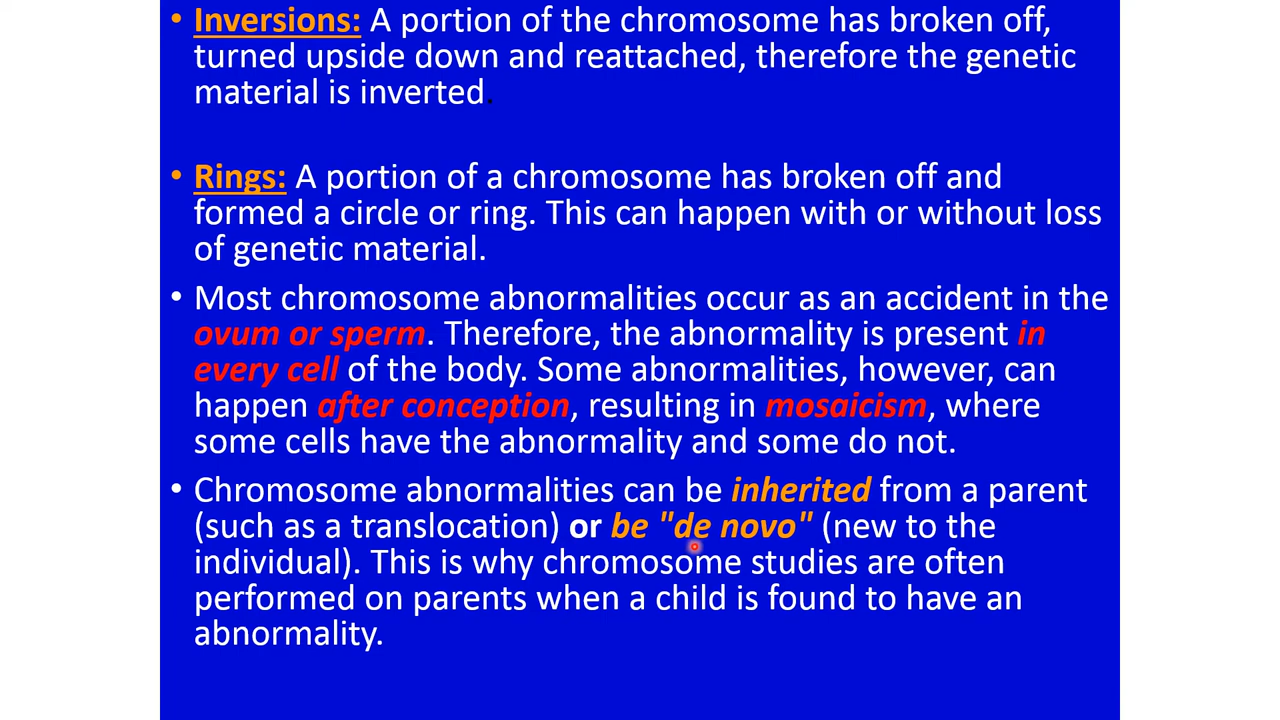 • Inversions: A portion of the chromosome has broken off,
turned upside down and reattached, therefore the genetic
material is inverted.
• Rings: A portion of a chromosome has broken off and
formed a circle or ring. This can happen with or without loss
of genetic material.
• Most chromosome abnormalities occur as an accident in the
ovum or sperm. Therefore, the abnormality is present in
every cell of the body. Some abnormalities, however, can
happen after conception, resulting in mosaicism, where
some cells have the abnormality and some do not.
• Chromosome abnormalities can be inherited from a parent
(such as a translocation) or be "de novo" (new to the
individual). This is why chromosome studies are often
performed on parents when a child is found to have an
abnormality.